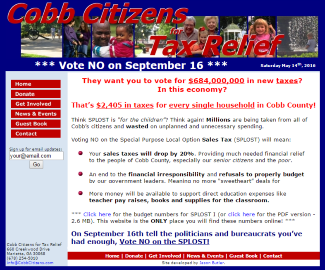 Cobb Citizens
for
Tax Relief
*** Vote NO on September 16 ***
Saturday May 14th, 2016
Home
Donate
Get Involved
News & Events
Guest Book
Contact
Sign up for email updates:
your@email.com
Go
Cobb Citizens for Tax Relief
660 Creekwood Drive
Marietta, GA 30068
They want you to vote for $684,000,000 in new taxes?
In this economy?
That's $2,405 in taxes for every single household in Cobb County!
Think SPLOST is "for the children"? Think again! Millions are being taken from all of
Cobb's citizens and wasted on unplanned and unnecessary spending.
Voting NO on the Special Purpose Local Option Sales Tax (SPLOST) will mean:
Your sales taxes will drop by 20%. Providing much needed financial relief
to the people of Cobb County, especially our senior citizens and the poor.
An end to the financial irresponsibility and refusals to properly budget
by our government leaders. Meaning no more "sweetheart" deals for
More money will be available to support direct education expenses like
teacher pay raises, books and supplies for the classroom.
*** Click here for the budget numbers for SPLOST I (or click here for the PDF version -
2.6 MB). This website is the ONLY place you will find these numbers online! ***
On September 16th tell the politicians and bureaucrats you've
had enough, Vote NO on the SPLOST!
Home | Donate | Get Involved | News & Events | Guest Book | Contact
Site developed by Jason Butler